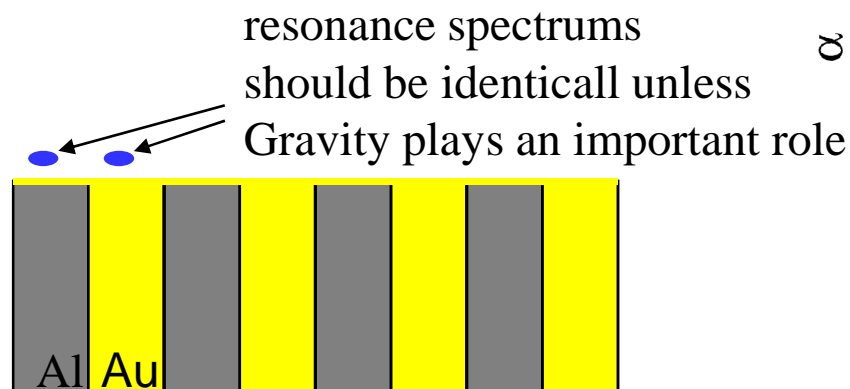 resonance spectrums
should be identicall unless
Gravity plays an important role
α
Al Au